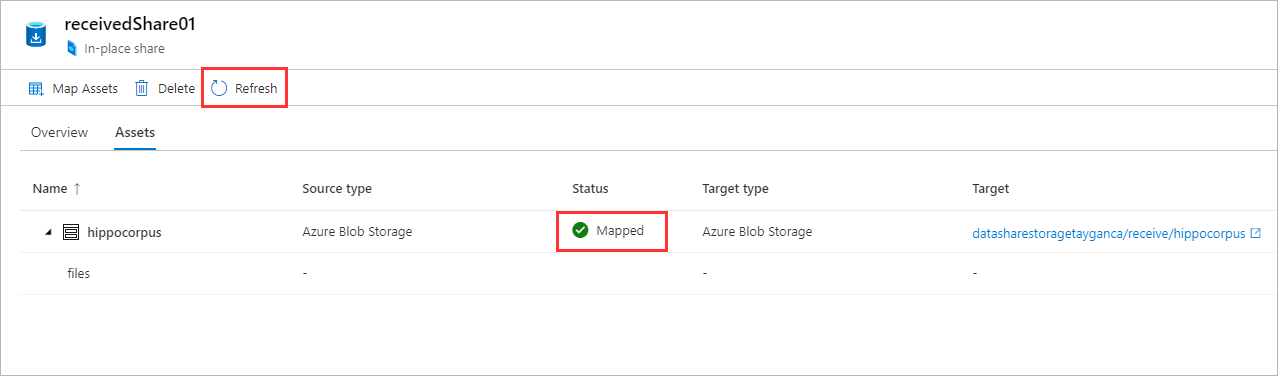 receivedShare01
In-place share
Map Assets Delete Refresh
Overview Assets
Name ↑ Source type Status Target type Target
hippocorpus Azure Blob Storage Mapped Azure Blob Storage datasharestoragetayganca/receive/hippocorpus
files - - -